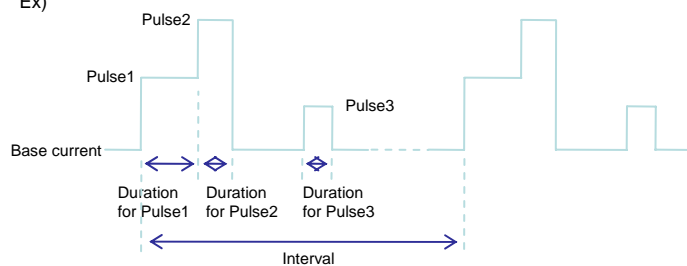 Ex)
Pulse2
Pulse1
Pulse3
Base current
Duration
for Pulse1
Duration
for Pulse2
Duration
for Pulse3
Interval